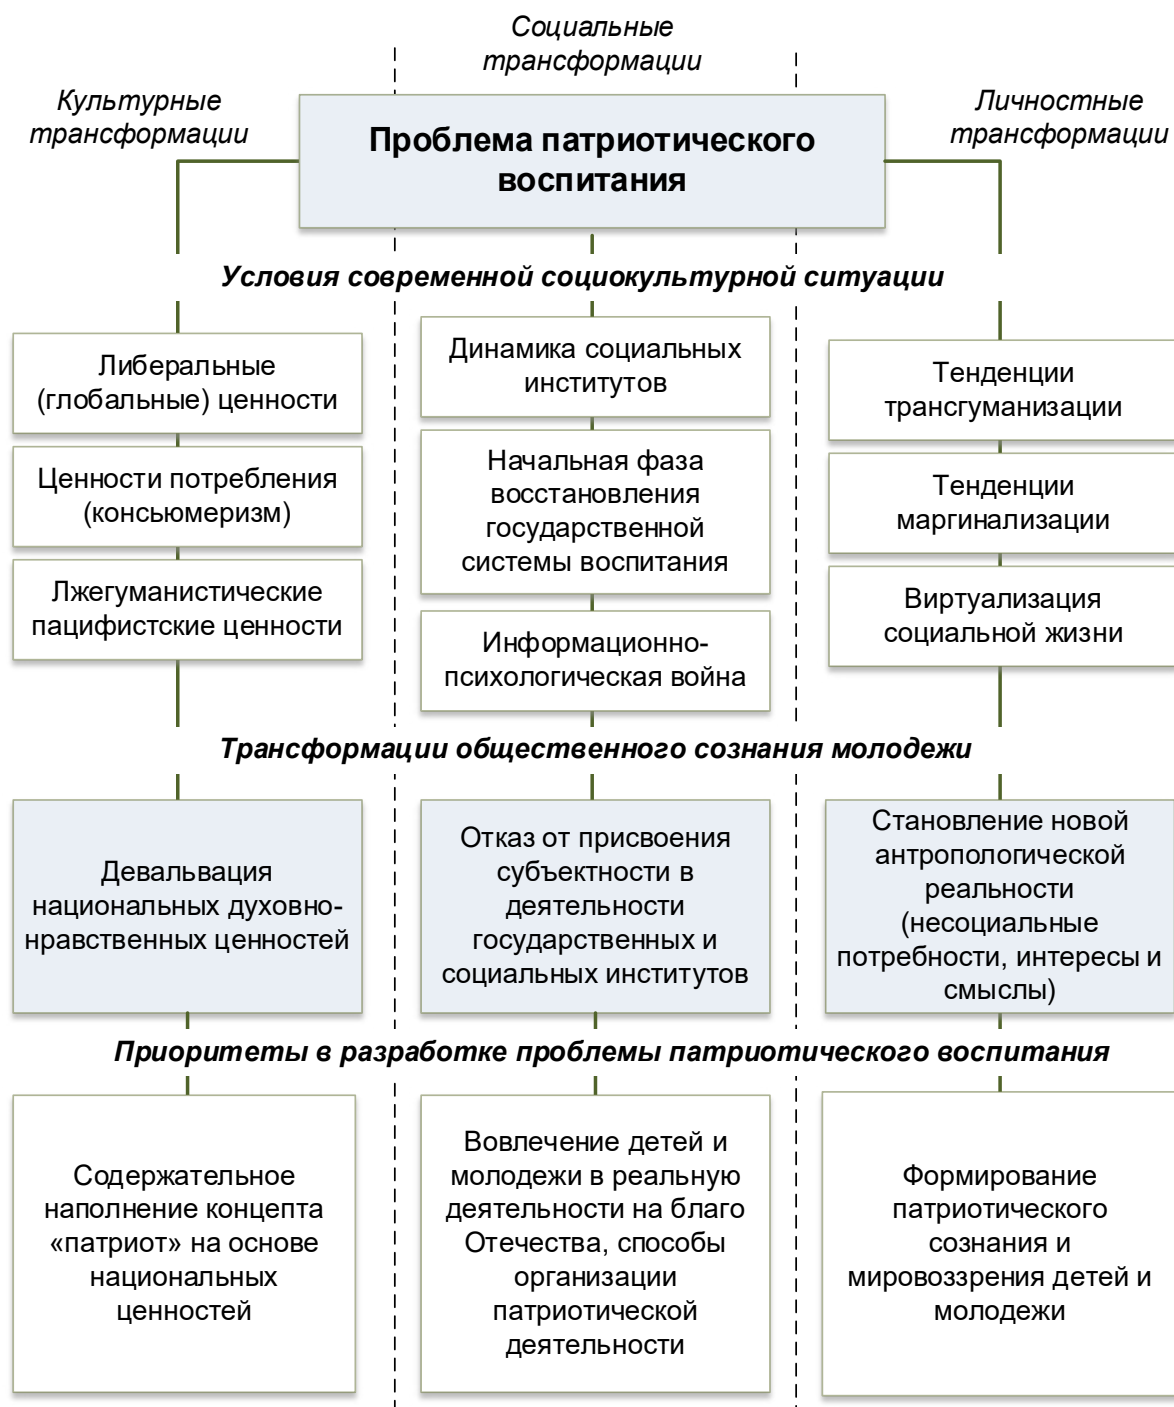 Социальные
трансформации
Культурные
трансформации
Личностные
трансформации
Проблема патриотического
воспитания
Условия современной социокультурной ситуации
Либеральные
(глобальные) ценности
Ценности потребления
(консьюмеризм)
Лжегуманистические
пацифистские ценности
Динамика социальных
институтов
Начальная фаза
восстановления
государственной
системы воспитания
Информационно-
психологическая война
Тенденции
трансгуманизации
Тенденции
маргинализации
Виртуализация
социальной жизни
Трансформации общественного сознания молодежи
Девальвация
национальных духовно-
нравственных ценностей
Отказ от присвоения
субъектности в
деятельности
государственных и
социальных институтов
Становление новой
антропологической
реальности
(несоциальные
потребности, интересы и
смыслы)
Приоритеты в разработке проблемы патриотического воспитания
Содержательное
наполнение концепта
«патриот» на основе
национальных
ценностей
Вовлечение детей и
молодежи в реальную
деятельности на благо
Отечества, способы
организации
патриотической
деятельности
Формирование
патриотического
сознания и
мировоззрения детей и
молодежи